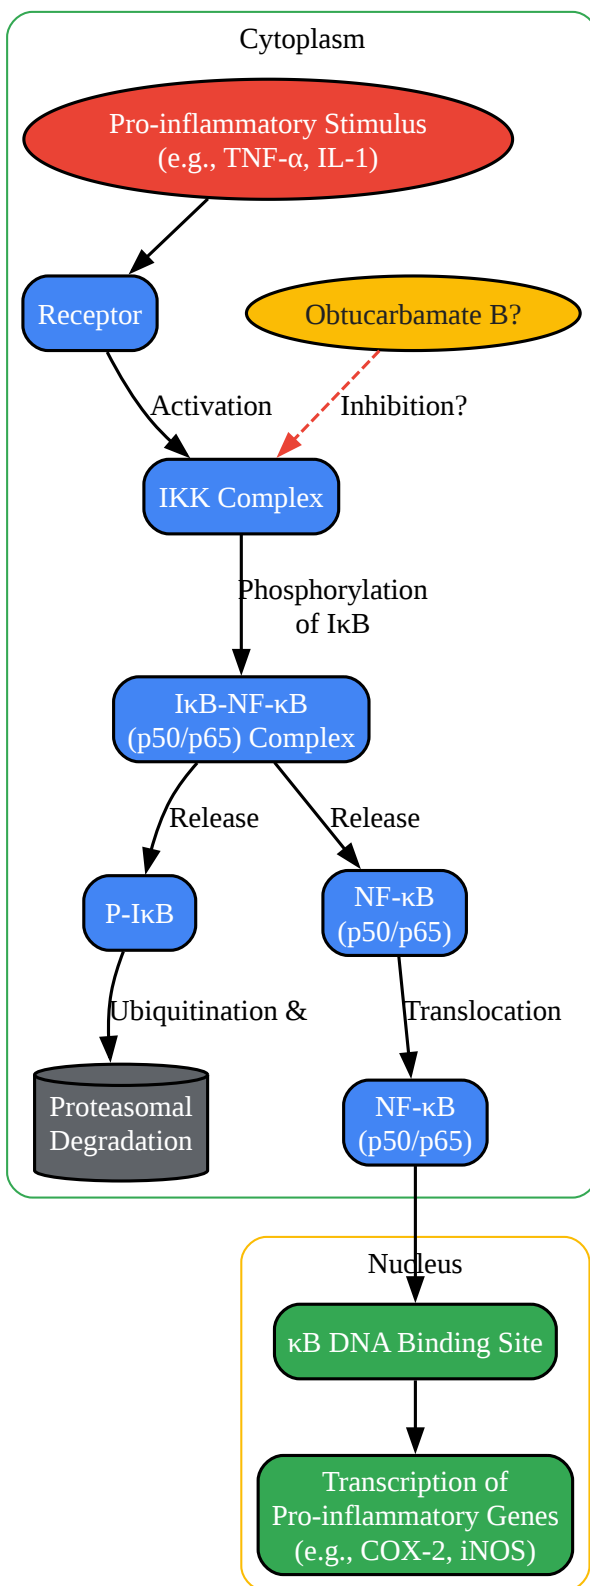 Cytoplasm
Pro-inflammatory Stimulus
(e.g., TNF-α, IL-1)
Receptor
Obtucarbamate B?
Activation
Inhibition?
IKK Complex
Phosphorylation
of IκB
IκB-NF-κB
(p50/p65) Complex
Release
Release
P-IκB
NF-κB
(p50/p65)
Ubiquitination &
Translocation
Proteasomal
Degradation
NF-κB
(p50/p65)
Nucleus
κB DNA Binding Site
Transcription of
Pro-inflammatory Genes
(e.g., COX-2, iNOS)